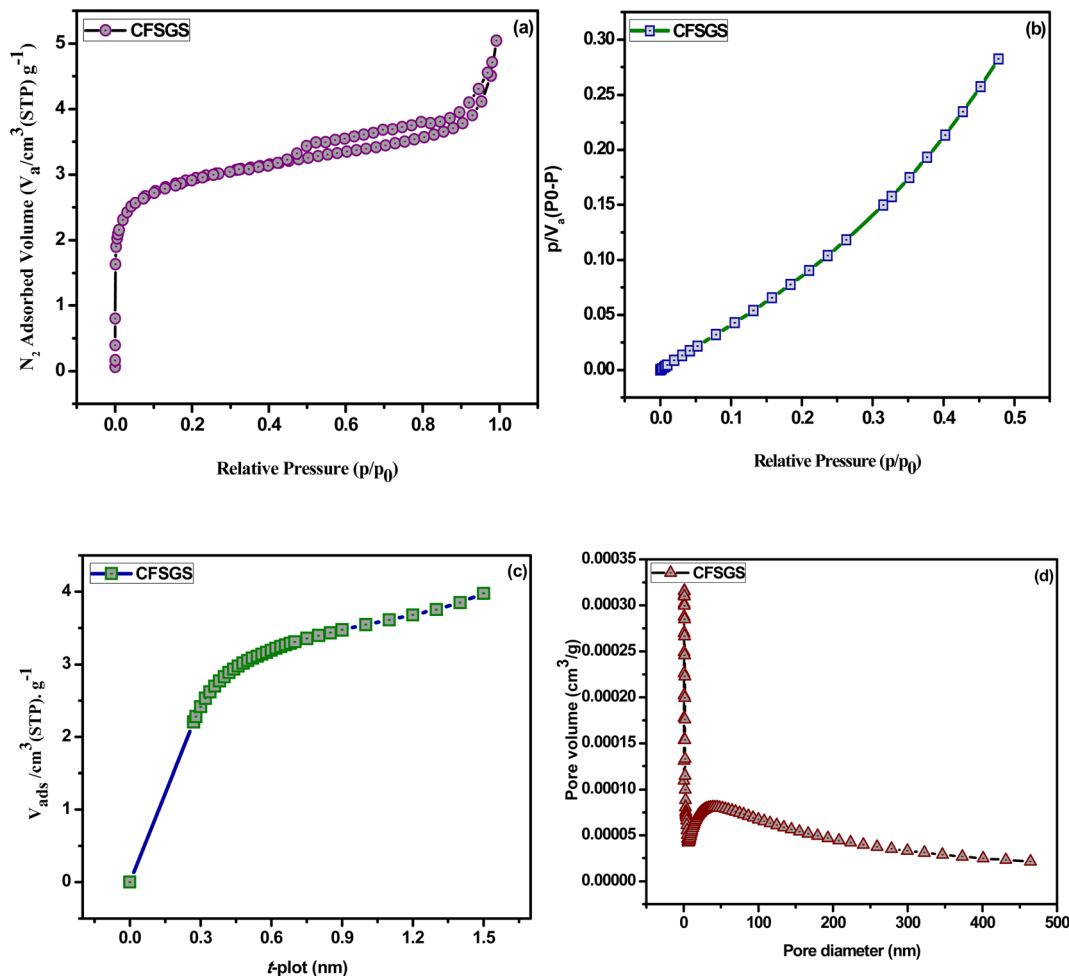 CFSGS
(a)
N₂ Adsorbed Volume (Vₐ/cm³(STP) g⁻¹
5
4
3
2
1
0
0.0 0.2 0.4 0.6 0.8 1.0
Relative Pressure (p/p₀)
CFSGS
(b)
p/Vₐ(P0-P)
0.30
0.25
0.20
0.15
0.10
0.05
0.00
0.0 0.1 0.2 0.3 0.4 0.5
Relative Pressure (p/p₀)
CFSGS
(c)
V_ads /cm³(STP). g⁻¹
4
3
2
1
0
0.0 0.3 0.6 0.9 1.2 1.5
t-plot (nm)
CFSGS
(d)
Pore volume (cm³/g)
0.00035
0.00030
0.00025
0.00020
0.00015
0.00010
0.00005
0.00000
0 100 200 300 400 500
Pore diameter (nm)